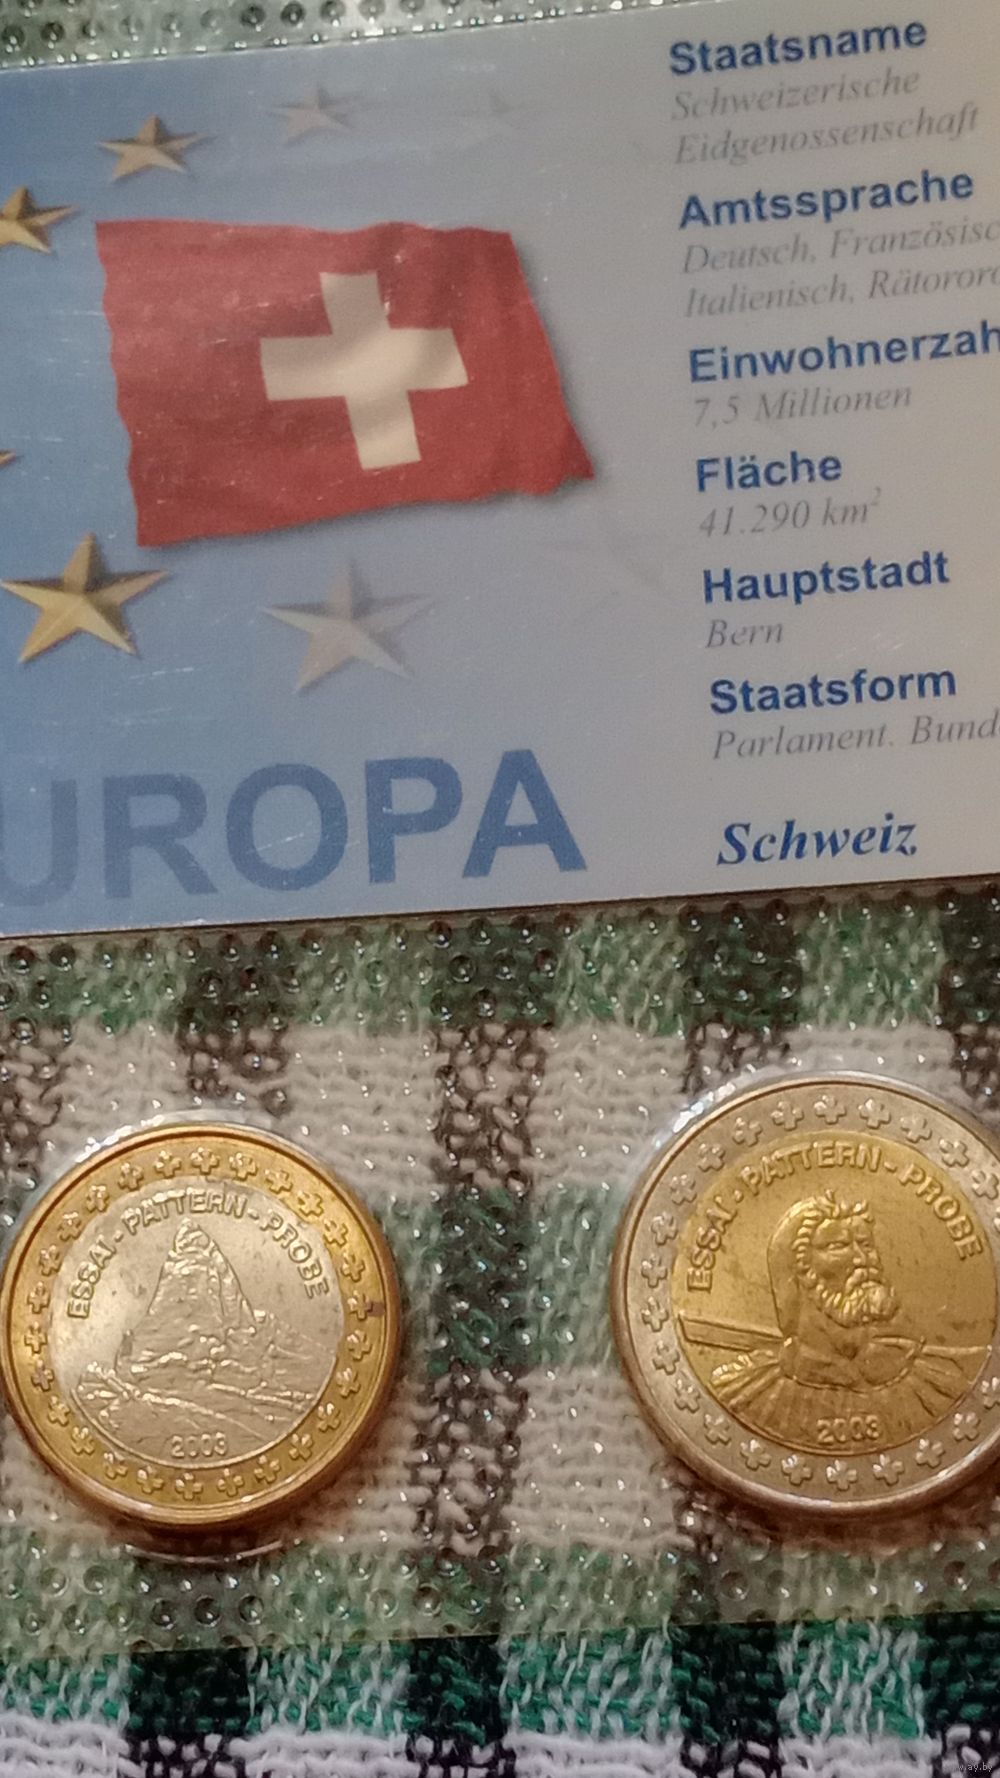 Staatsname
Schweizerische
Eidgenossenschaft
Amtssprache
Deutsch, Französisc
Italienisch, Rätoror
Einwohnerzah
7,5 Millionen
Fläche
41.290 km²
Hauptstadt
Bern
Staatsform
Parlament. Bund
UROPA
Schweiz
ESSAI - PATTERN - PROBE
2003
ESSAI - PATTERN - PROBE
2003